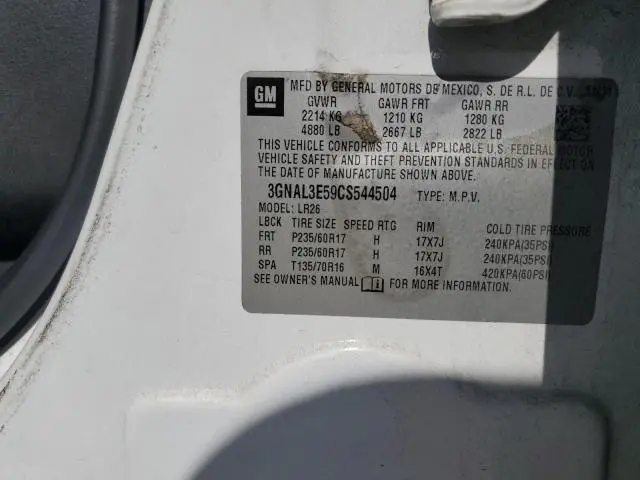 GM
MFD BY GENERAL MOTORS DE MEXICO, S. DE R.L. DE C.V.
GVWR GAWR FRT GAWR RR
2214 KG 1210 KG 1280 KG
4880 LB 2667 LB 2822 LB
THIS VEHICLE CONFORMS TO ALL APPLICABLE U.S. FEDERAL MOTOR
VEHICLE SAFETY AND THEFT PREVENTION STANDARDS IN EFFECT ON
THE DATE OF MANUFACTURE SHOWN ABOVE.
3GNAL3E59CS544504 TYPE: M.P.V.
MODEL: LR26
LBCK TIRE SIZE SPEED RTG RIM COLD TIRE PRESSURE
FRT P235/60R17 H 17X7J 240KPA(35PSI)
RR P235/60R17 H 17X7J 240KPA(35PSI)
SPA T135/70R16 M 16X4T 420KPA(60PSI)
SEE OWNER'S MANUAL FOR MORE INFORMATION.